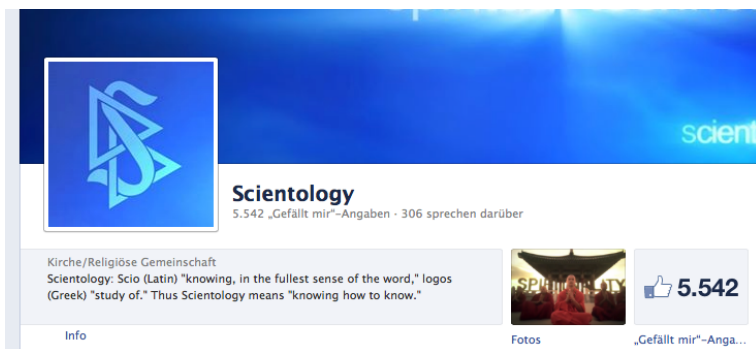 scient
Scientology
5.542 „Gefällt mir“-Angaben · 306 sprechen darüber
Kirche/Religiöse Gemeinschaft
Scientology: Scio (Latin) "knowing, in the fullest sense of the word," logos
(Greek) "study of." Thus Scientology means "knowing how to know."
SPIRITUALITY
5.542
Info
Fotos
„Gefällt mir“-Anga...